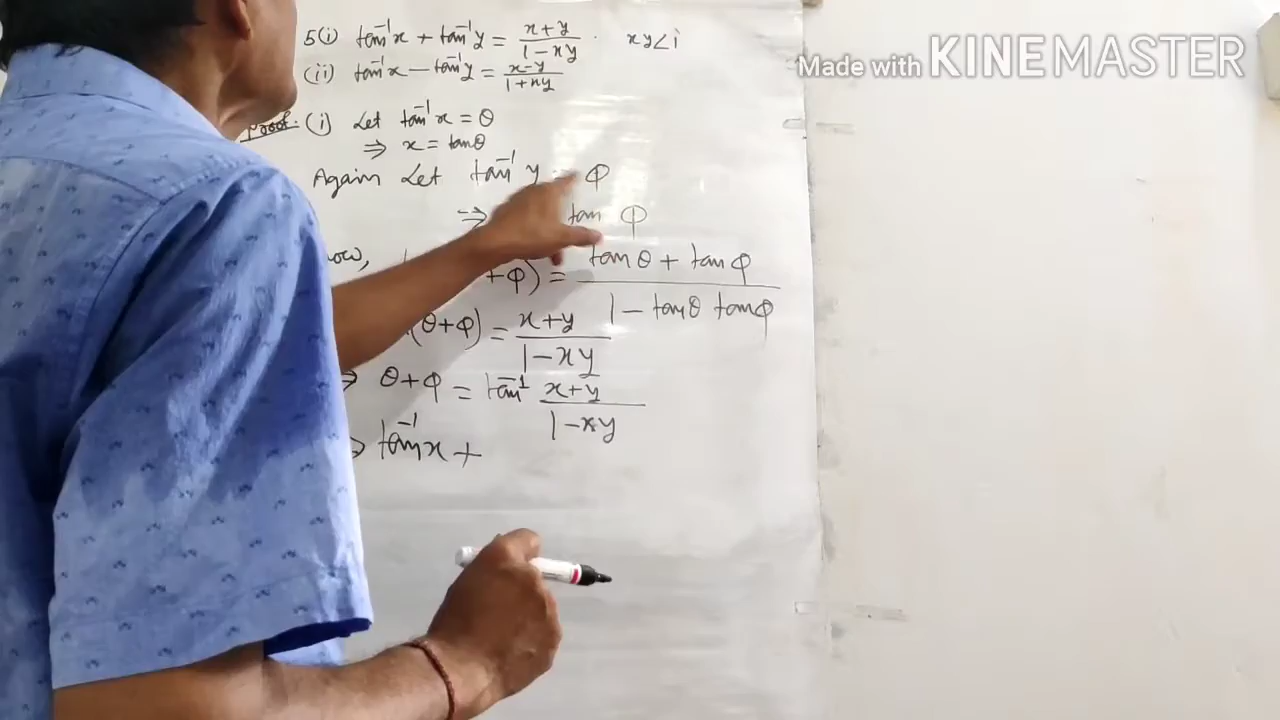 5(i) tan⁻¹x + tan⁻¹y = (x+y)/(1-xy) . xy<1
Made with KINEMASTER
(ii) tan⁻¹x - tan⁻¹y = (x-y)/(1+xy)
Proof. (i) Let tan⁻¹x = θ
⇒ x = tanθ
Again Let tan⁻¹ y = φ
⇒ tan φ
+φ) = (tanθ + tanφ)/(1 - tanθ tanφ)
(θ+φ) = (x+y)/(1-xy)
⇒ θ+φ = tan⁻¹ (x+y)/(1-xy)
⇒ tan⁻¹x +